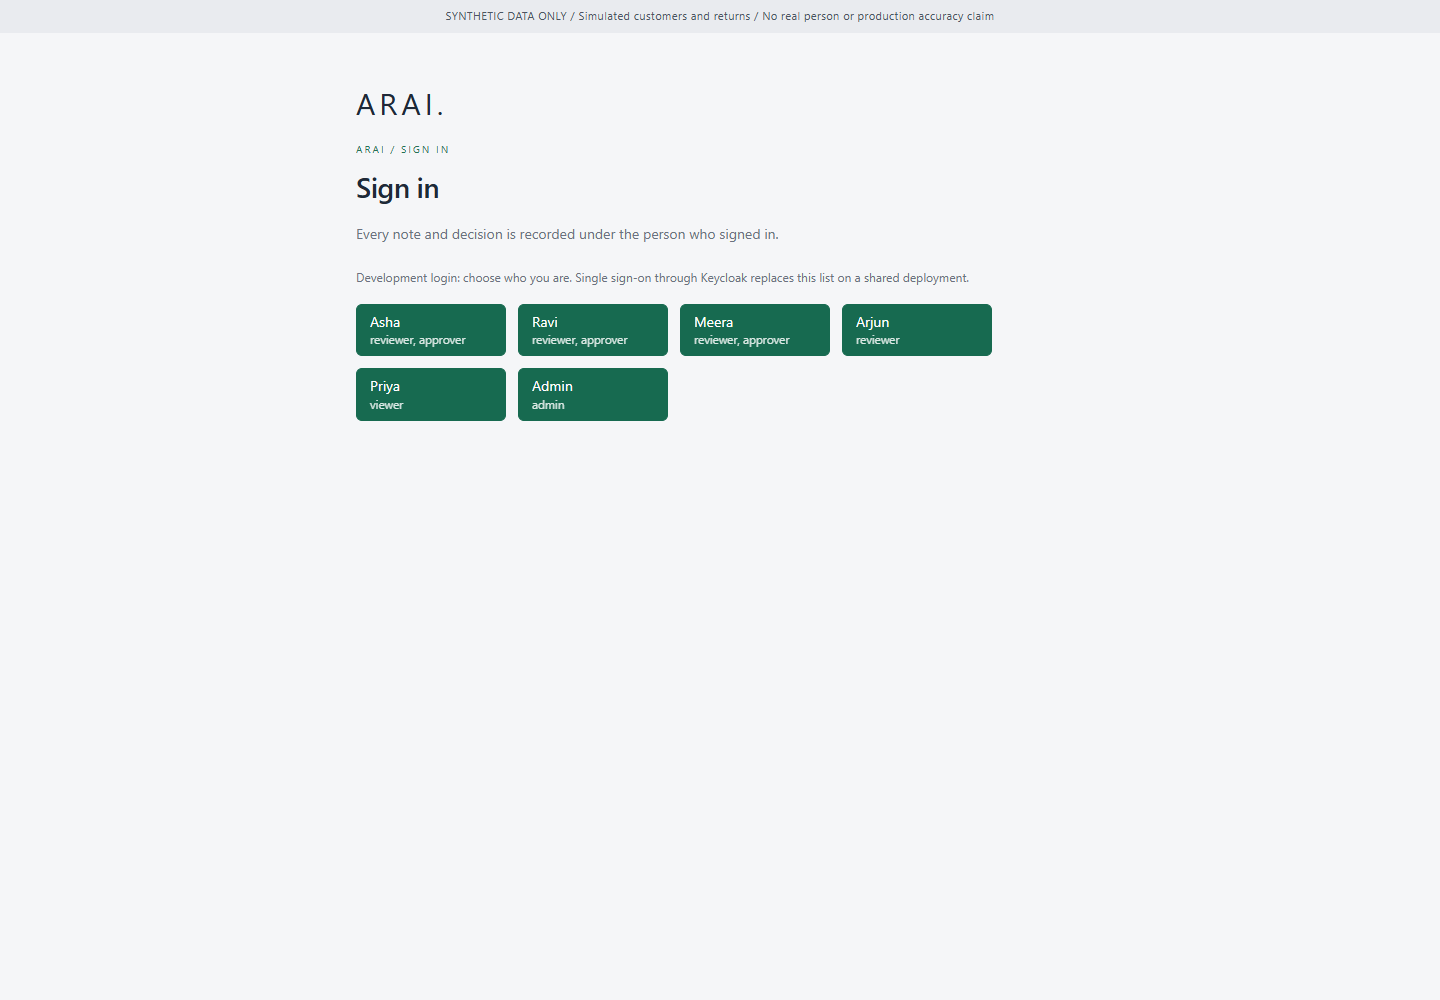 SYNTHETIC DATA ONLY / Simulated customers and returns / No real person or production accuracy claim
ARAI.
ARAI / SIGN IN
Sign in
Every note and decision is recorded under the person who signed in.
Development login: choose who you are. Single sign-on through Keycloak replaces this list on a shared deployment.
Asha
reviewer, approver
Ravi
reviewer, approver
Meera
reviewer, approver
Arjun
reviewer
Priya
viewer
Admin
admin